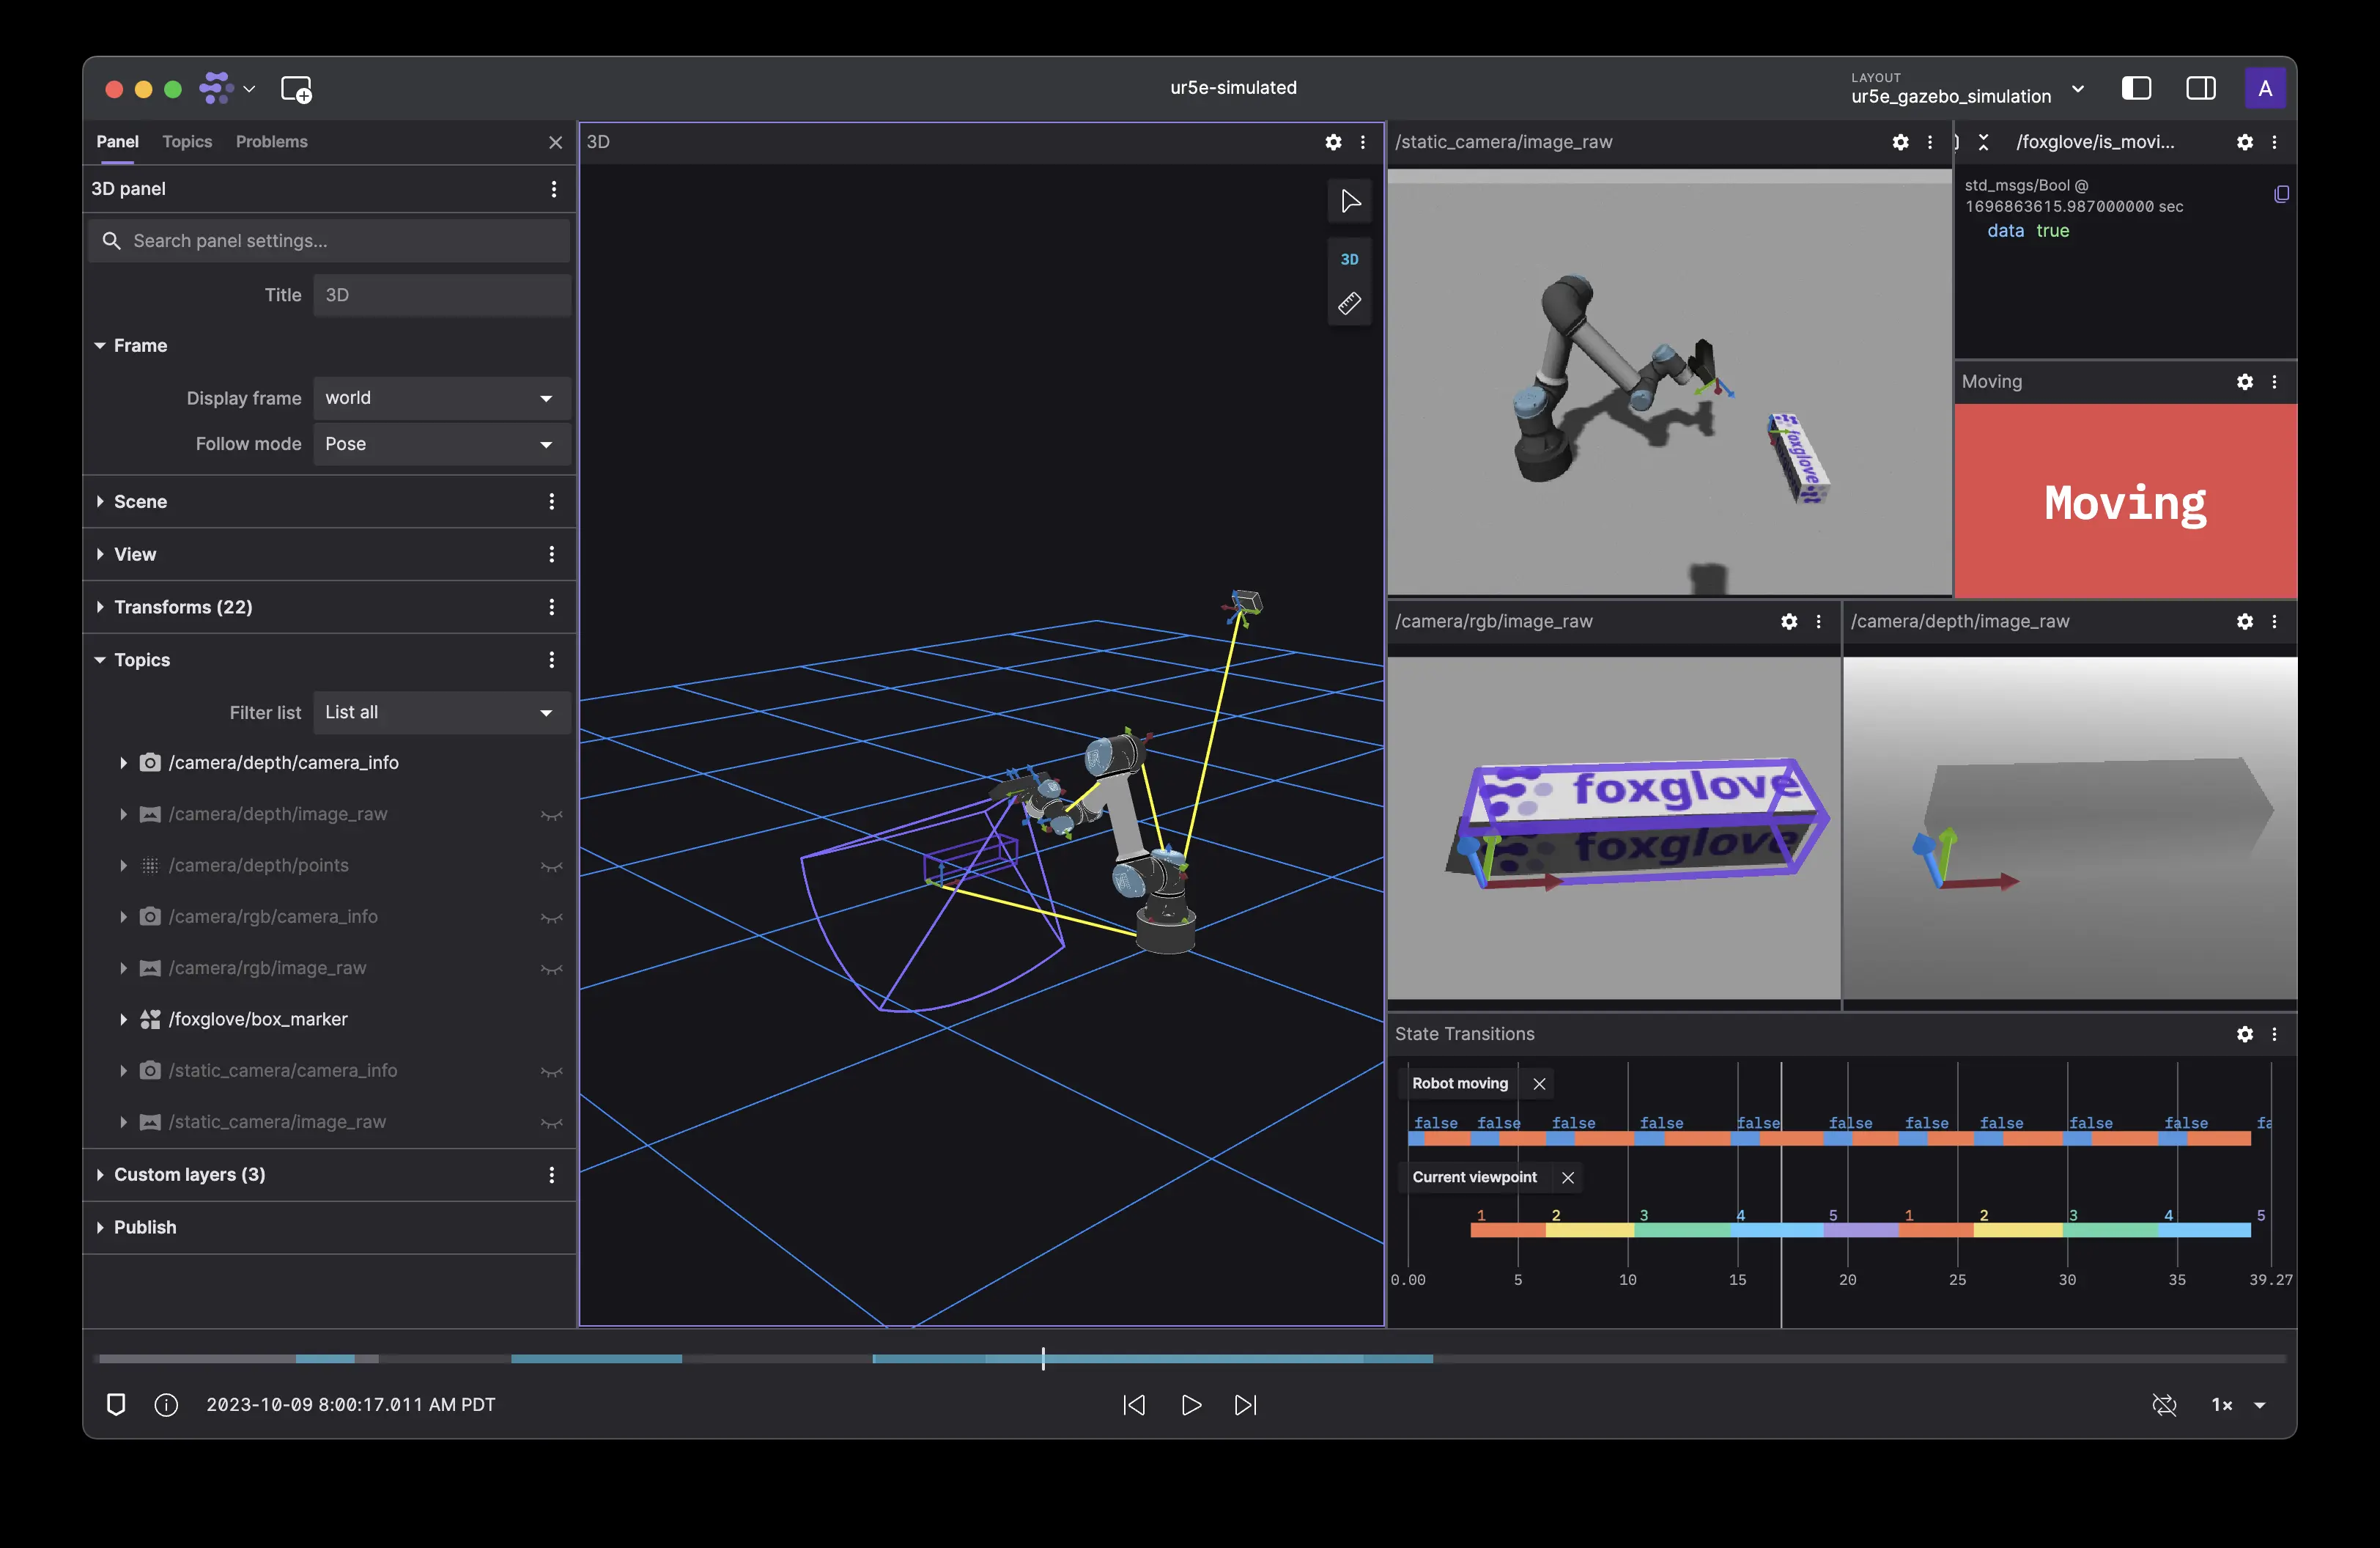 ur5e-simulated
LAYOUT
ur5e_gazebo_simulation
A
Panel Topics Problems
3D panel
Search panel settings...
Title 3D
Frame
Display frame world
Follow mode Pose
Scene
View
Transforms (22)
Topics
Filter list List all
/camera/depth/camera_info
/camera/depth/image_raw
/camera/depth/points
/camera/rgb/camera_info
/camera/rgb/image_raw
/foxglove/box_marker
/static_camera/camera_info
/static_camera/image_raw
Custom layers (3)
Publish
3D
3D
/static_camera/image_raw
foxglove
/foxglove/is_movi...
std_msgs/Bool @
1696863615.987000000 sec
data true
Moving
Moving
/camera/rgb/image_raw
foxglove
foxglove
/camera/depth/image_raw
State Transitions
Robot moving
false false false false false false false false false false fa
Current viewpoint
1 2 3 4 5 1 2 3 4 5
0.00 5 10 15 20 25 30 35 39.27
2023-10-09 8:00:17.011 AM PDT
1×